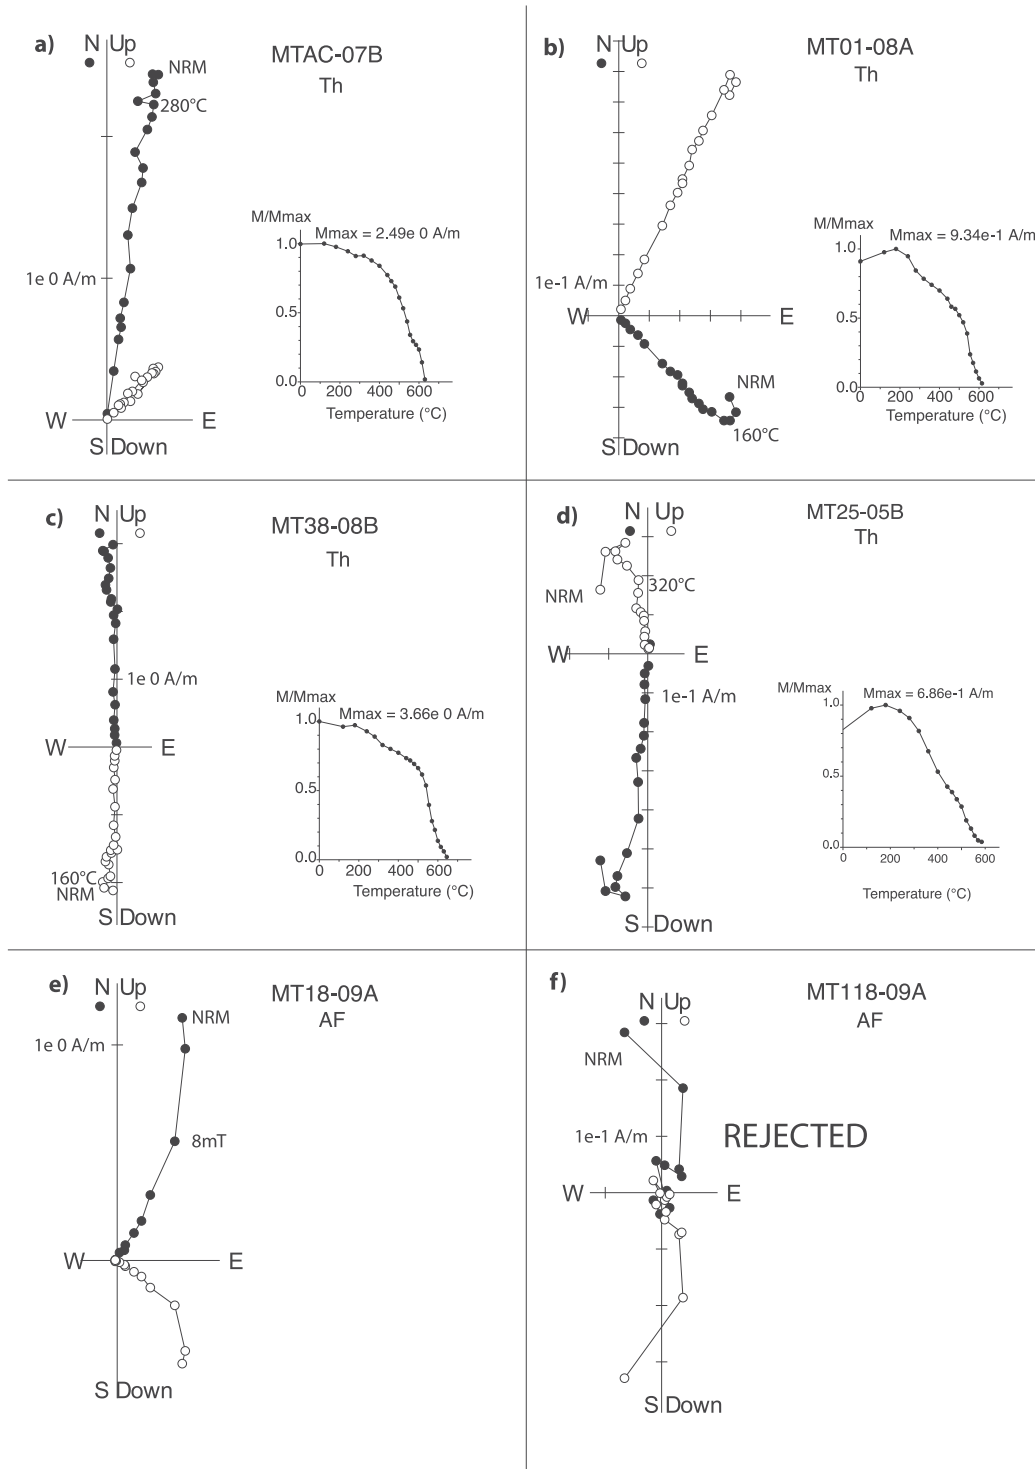 a)
MTAC-07B
Th
N Up
NRM
280°C
1e 0 A/m
W E
S Down
M/Mmax
Mmax = 2.49e 0 A/m
1.0
0.5
0.0
200 400 600
Temperature (°C)
b)
MT01-08A
Th
N Up
1e-1 A/m
W E
NRM
160°C
S Down
M/Mmax
Mmax = 9.34e-1 A/m
1.0
0.5
0.0
0 200 400 600
Temperature (°C)
c)
MT38-08B
Th
N Up
1e 0 A/m
W E
160°C
NRM
S Down
M/Mmax
Mmax = 3.66e 0 A/m
1.0
0.5
0.0
0 200 400 600
Temperature (°C)
d)
MT25-05B
Th
N Up
320°C
NRM
W E
1e-1 A/m
S Down
M/Mmax
Mmax = 6.86e-1 A/m
1.0
0.5
0.0
0 200 400 600
Temperature (°C)
e)
MT18-09A
AF
N Up
NRM
1e 0 A/m
8mT
W E
S Down
f)
MT118-09A
AF
N Up
NRM
1e-1 A/m
REJECTED
W E
S Down